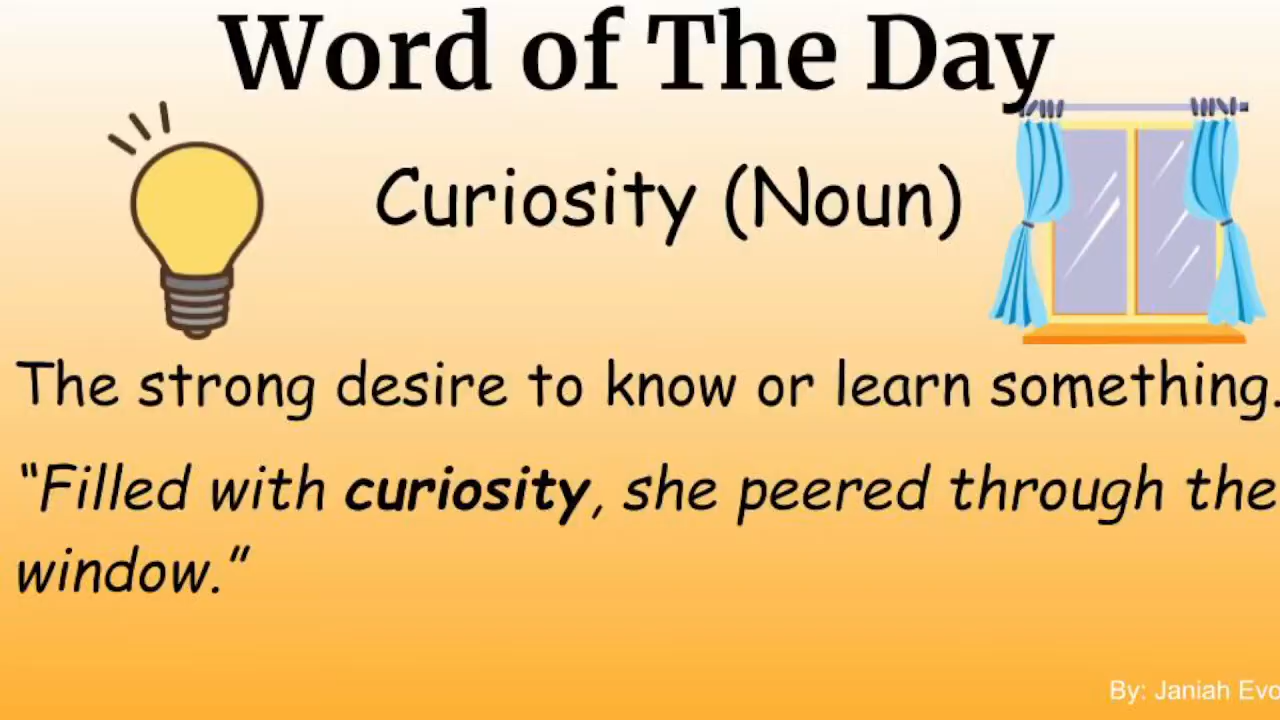 Word of The Day
Curiosity (Noun)
The strong desire to know or learn something.
“Filled with curiosity, she peered through the
window.”
By: Janiah